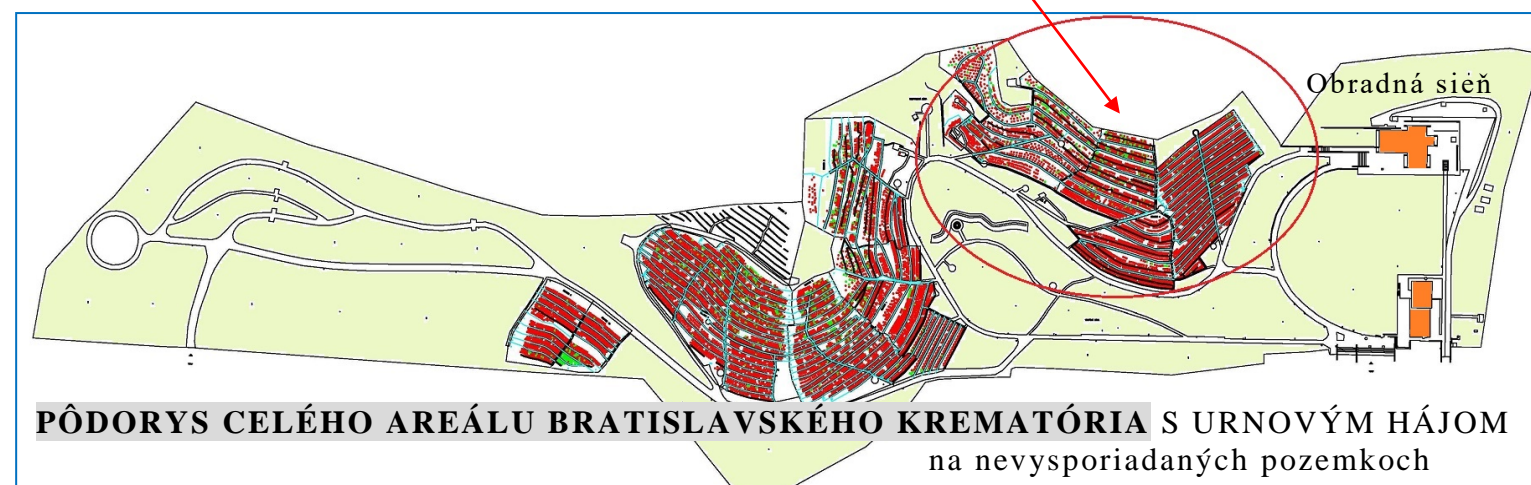 Obradná sieň
PÔDORYS CELÉHO AREÁLU BRATISLAVSKÉHO KREMATÓRIA S URNOVÝM HÁJOM
na nevysporiadaných pozemkoch